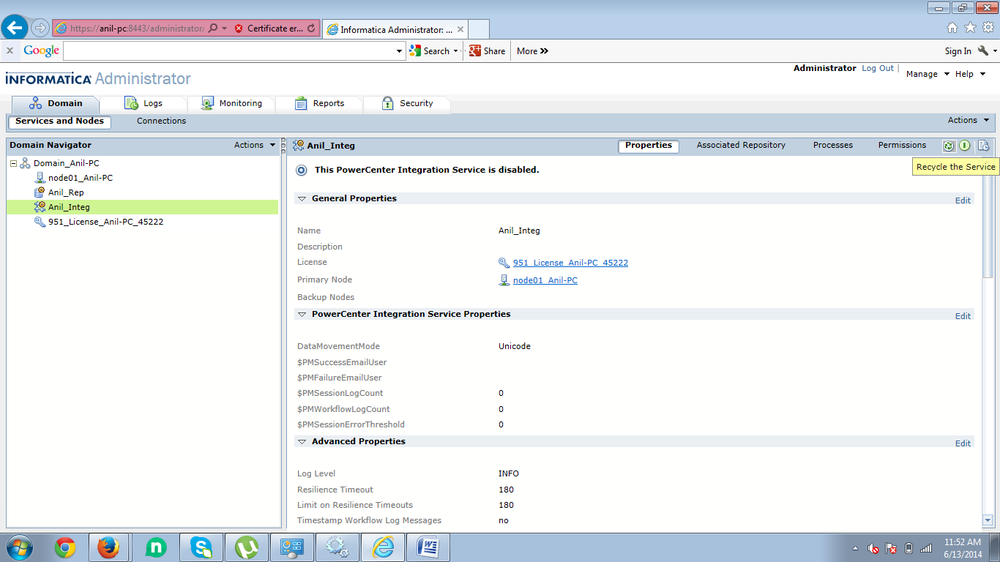 https://anil-pc:8443/administrator/ Certificate er... Informatica Administrator: ...
x Google Search Share More »» Sign In
INFORMATICA Administrator Administrator Log Out | Manage Help
Domain Logs Monitoring Reports Security
Services and Nodes Connections Actions
Domain Navigator Actions
Domain_Anil-PC
node01_Anil-PC
Anil_Rep
Anil_Integ
951_License_Anil-PC_45222
Anil_Integ Properties Associated Repository Processes Permissions
Recycle the Service
This PowerCenter Integration Service is disabled.
General Properties Edit
Name Anil_Integ
Description
License 951_License_Anil-PC_45222
Primary Node node01_Anil-PC
Backup Nodes
PowerCenter Integration Service Properties Edit
DataMovementMode Unicode
$PMSuccessEmailUser
$PMFailureEmailUser
$PMSessionLogCount 0
$PMWorkflowLogCount 0
$PMSessionErrorThreshold 0
Advanced Properties Edit
Log Level INFO
Resilience Timeout 180
Limit on Resilience Timeouts 180
Timestamp Workflow Log Messages no
11:52 AM
6/13/2014